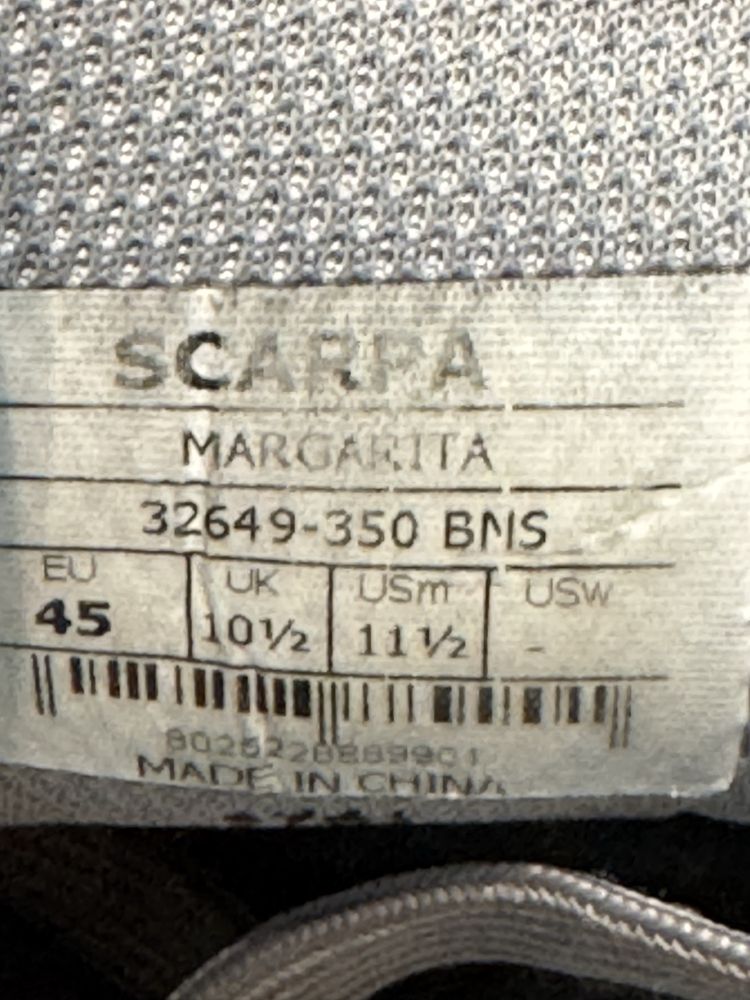 SCARPA
MARGARITA
32649-350 BNS
EU UK USm USw
45 10½ 11½ -
MADE IN CHINA